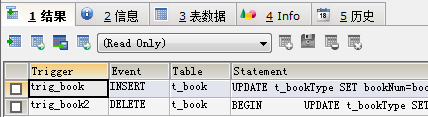 1 结果 2 信息 3 表数据 4 Info 5 历史
(Read Only)
Trigger Event Table Statement
trig_book INSERT t_book UPDATE t_bookType SET bookNum=boo
trig_book2 DELETE t_book BEGIN UPDATE t_bookType SET